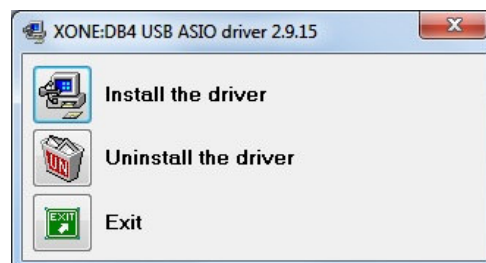 XONE:DB4 USB ASIO driver 2.9.15
Install the driver
UN
Uninstall the driver
EXIT
Exit